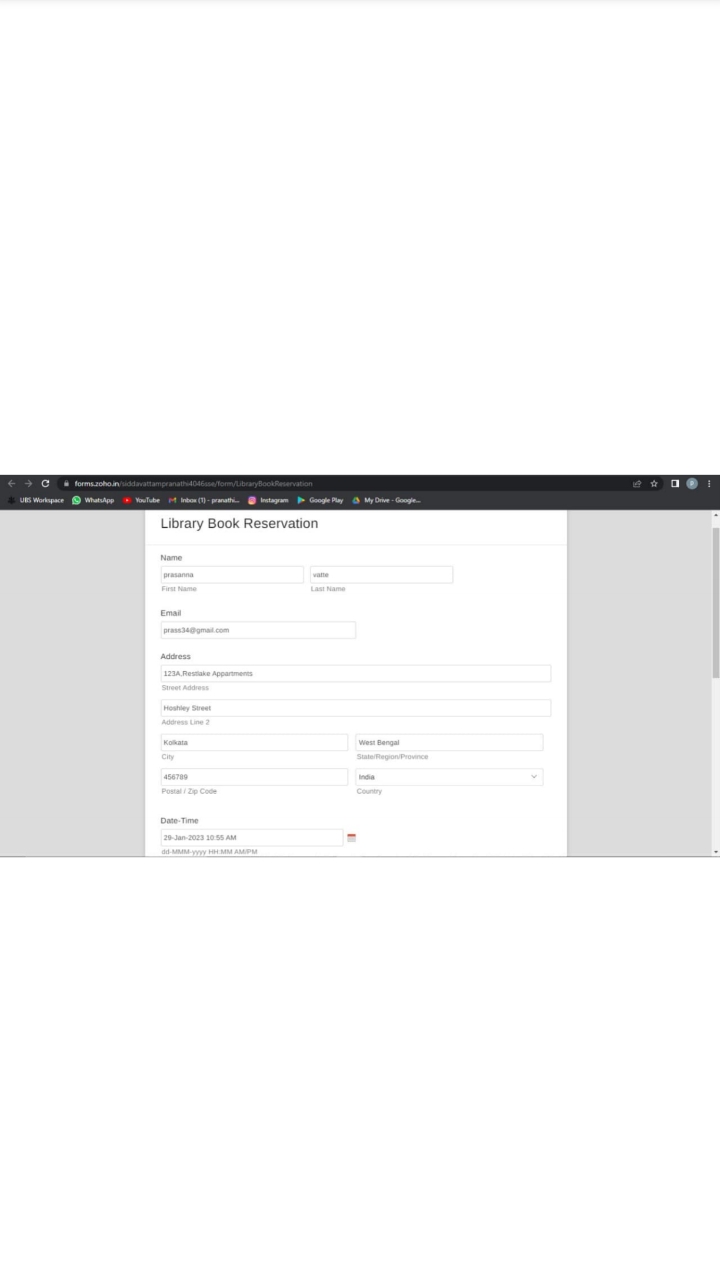 forms.zoho.in/siddavattampranathi4046sse/form/LibraryBookReservation
UBS Workspace WhatsApp YouTube Inbox (1) - pranathi... Instagram Google Play My Drive - Google...
Library Book Reservation
Name
prasanna vatte
First Name Last Name
Email
prass34@gmail.com
Address
123A,Restlake Appartments
Street Address
Hoshley Street
Address Line 2
Kolkata West Bengal
City State/Region/Province
456789 India
Postal / Zip Code Country
Date-Time
29-Jan-2023 10:55 AM
dd-MMM-yyyy HH:MM AM/PM